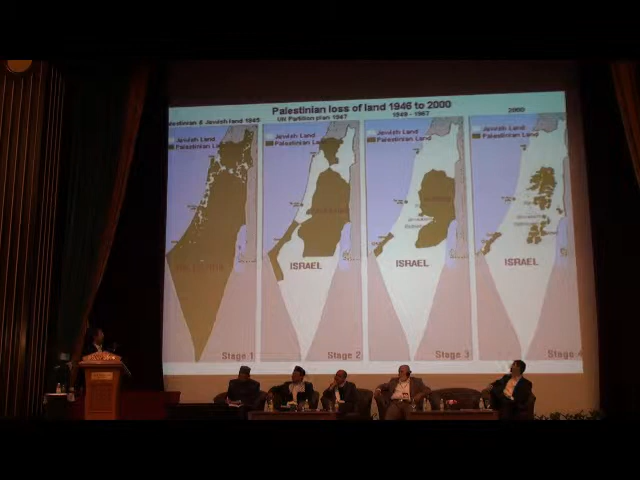 Palestinian loss of land 1946 to 2000
Palestinian & Jewish land 1946
UN Partition plan 1947
1949 - 1967
2000
Jewish Land
Palestinian La
Jewish Land
Palestinian Land
Jewish Land
Palestinian Land
Jewish Land
Palestinian Land
ISRAEL
ISRAEL
ISRAEL
Stage 1
Stage 2
Stage 3
Stage 4